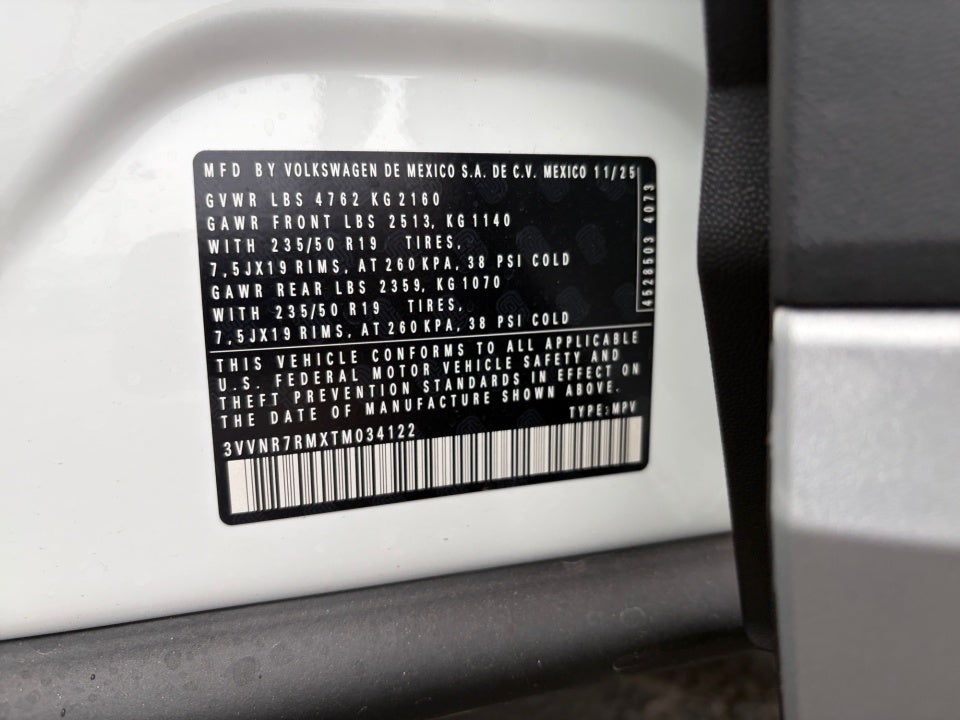 MFD BY VOLKSWAGEN DE MEXICO S.A. DE C.V. MEXICO 11/25
GVWR LBS 4762 KG 2160
GAWR FRONT LBS 2513, KG 1140
WITH 235/50 R19 TIRES,
7,5JX19 RIMS, AT 260 KPA, 38 PSI COLD
GAWR REAR LBS 2359, KG 1070
WITH 235/50 R19 TIRES,
7,5JX19 RIMS, AT 260 KPA, 38 PSI COLD
4528503 4073
THIS VEHICLE CONFORMS TO ALL APPLICABLE
U.S. FEDERAL MOTOR VEHICLE SAFETY AND
THEFT PREVENTION STANDARDS IN EFFECT ON
THE DATE OF MANUFACTURE SHOWN ABOVE.
TYPE: MPV
3VVNR7RMXTM034122